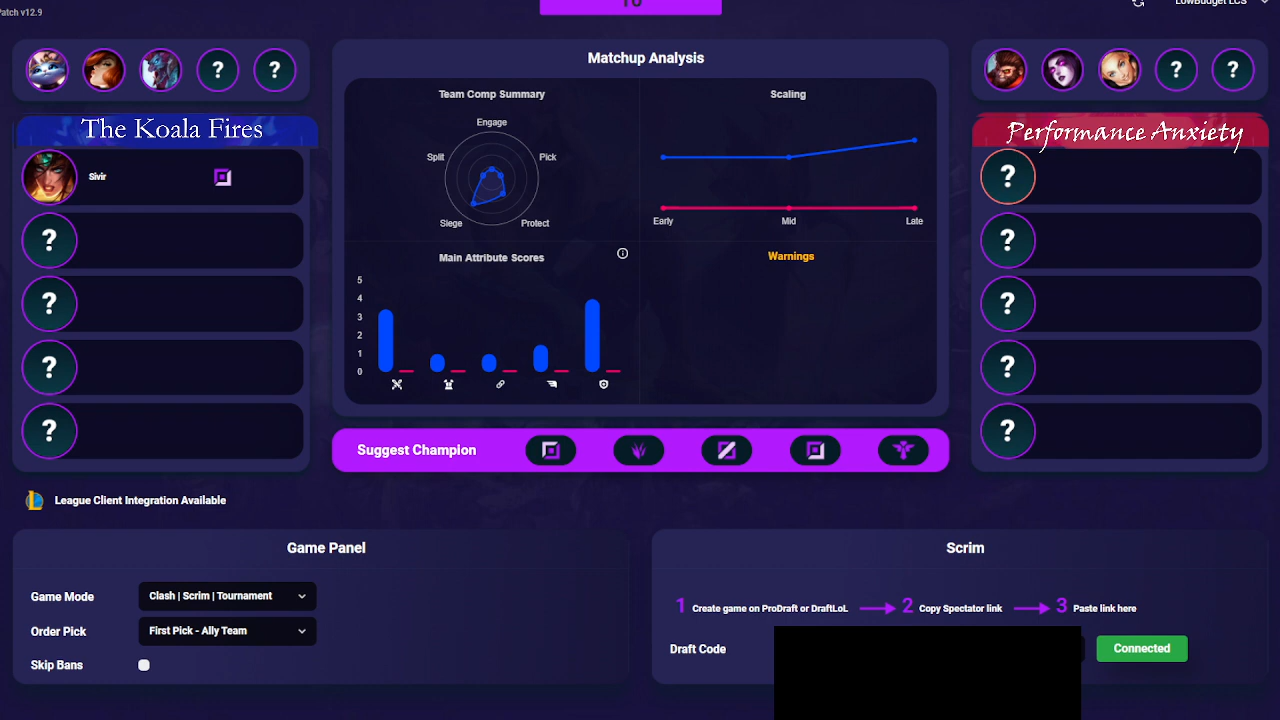 Patch v12.9
10
LowBudget LCS
? ?
Matchup Analysis
? ?
The Koala Fires
Performance Anxiety
Team Comp Summary
Scaling
Engage
Split
Pick
Siege
Protect
Early
Mid
Late
Sivir
?
?
?
?
?
?
?
?
?
Main Attribute Scores
Warnings
5
4
3
2
1
0
Suggest Champion
League Client Integration Available
Game Panel
Game Mode
Clash | Scrim | Tournament
Order Pick
First Pick - Ally Team
Skip Bans
Scrim
1 Create game on ProDraft or DraftLoL 2 Copy Spectator link 3 Paste link here
Draft Code
Connected